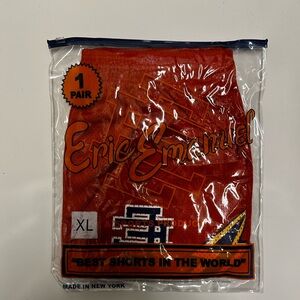 1
PAIR
Eric Emanuel
XL
"BEST SHORTS IN THE WORLD"
MADE IN NEW YORK